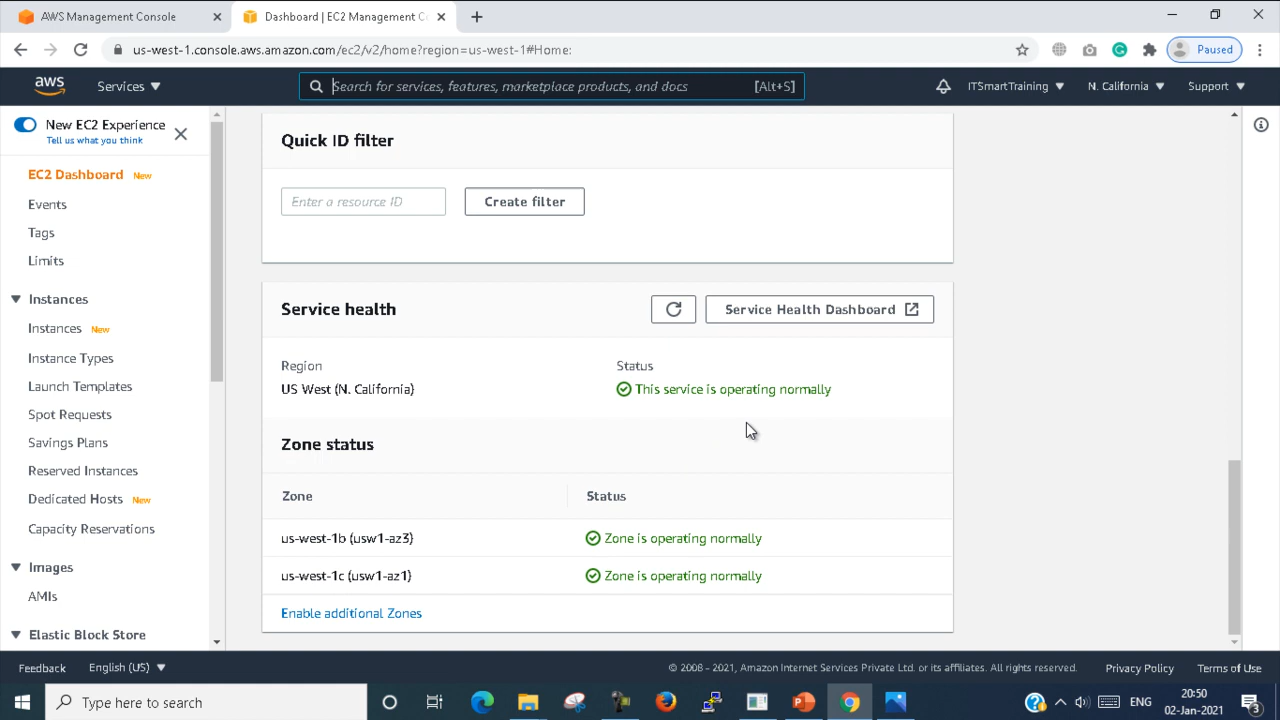 AWS Management Console
Dashboard | EC2 Management Co
us-west-1.console.aws.amazon.com/ec2/v2/home?region=us-west-1#Home:
Paused
aws
Services
Search for services, features, marketplace products, and docs
[Alt+S]
ITSmartTraining
N. California
Support
New EC2 Experience
Tell us what you think
EC2 Dashboard New
Events
Tags
Limits
Instances
Instances New
Instance Types
Launch Templates
Spot Requests
Savings Plans
Reserved Instances
Dedicated Hosts New
Capacity Reservations
Images
AMIs
Elastic Block Store
Quick ID filter
Enter a resource ID
Create filter
Service health
Service Health Dashboard
Region
Status
US West (N. California)
This service is operating normally
Zone status
Zone
Status
us-west-1b (usw1-az3)
Zone is operating normally
us-west-1c (usw1-az1)
Zone is operating normally
Enable additional Zones
Feedback
English (US)
© 2008 - 2021, Amazon Internet Services Private Ltd. or its affiliates. All rights reserved.
Privacy Policy
Terms of Use
Type here to search
ENG
20:50
02-Jan-2021
3